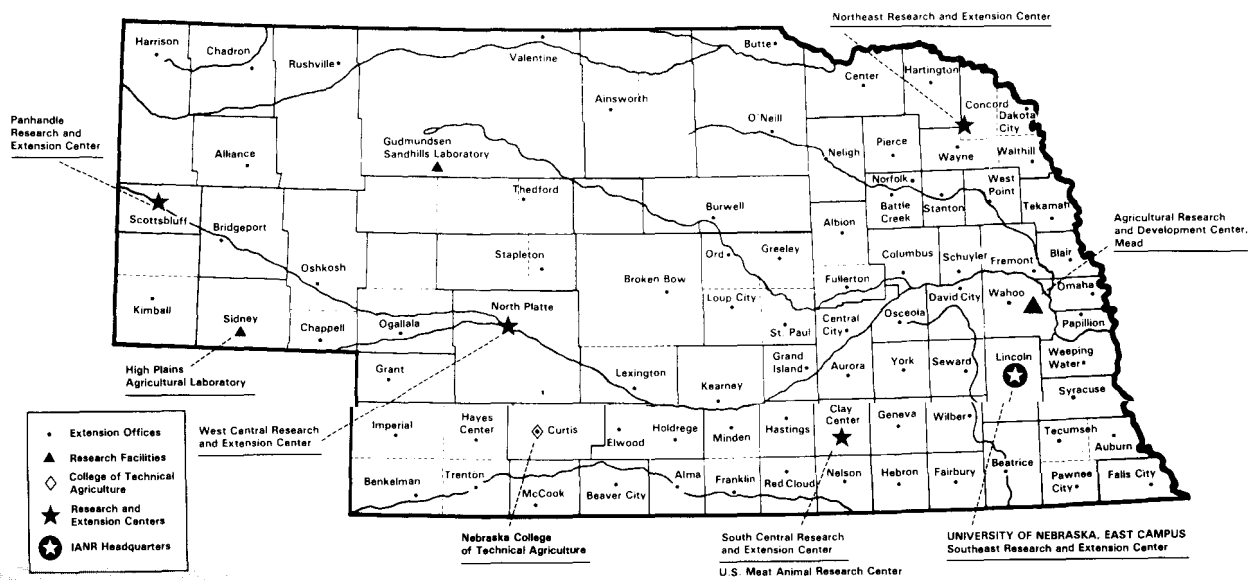 Northeast Research and Extension Center
Harrison
Chadron
Rushville
Valentine
Butte
Center
Hartington
Concord
Dakota
City
Ainsworth
O'Neill
Panhandle
Research and
Extension Center
Alliance
Gudmundsen
Sandhills Laboratory
Neligh
Pierce
Wayne
Walthill
Thedford
Burwell
Norfolk
Battle
Creek
Stanton
West
Point
Tekamah
Scottsbluff
Bridgeport
Albion
Agricultural Research
and Development Center,
Mead
Oshkosh
Stapleton
Broken Bow
Ord
Greeley
Columbus
Schuyler
Fremont
Blair
Kimball
Sidney
Chappell
Ogallala
North Platte
Loup City
St. Paul
Fullerton
Central
City
Osceola
David City
Wahoo
Omaha
Papillion
High Plains
Agricultural Laboratory
Grant
Lexington
Kearney
Grand
Island
Aurora
York
Seward
Lincoln
Weeping
Water
Syracuse
West Central Research
and Extension Center
Imperial
Hayes
Center
Curtis
Elwood
Holdrege
Minden
Hastings
Clay
Center
Geneva
Wilber
Tecumseh
Auburn
Benkelman
Trenton
McCook
Beaver City
Alma
Franklin
Red Cloud
Nelson
Hebron
Fairbury
Beatrice
Pawnee
City
Falls City
Extension Offices
Research Facilities
College of Technical
Agriculture
Research and
Extension Centers
IANR Headquarters
Nebraska College
of Technical Agriculture
South Central Research
and Extension Center
U.S. Meat Animal Research Center
UNIVERSITY OF NEBRASKA, EAST CAMPUS
Southeast Research and Extension Center